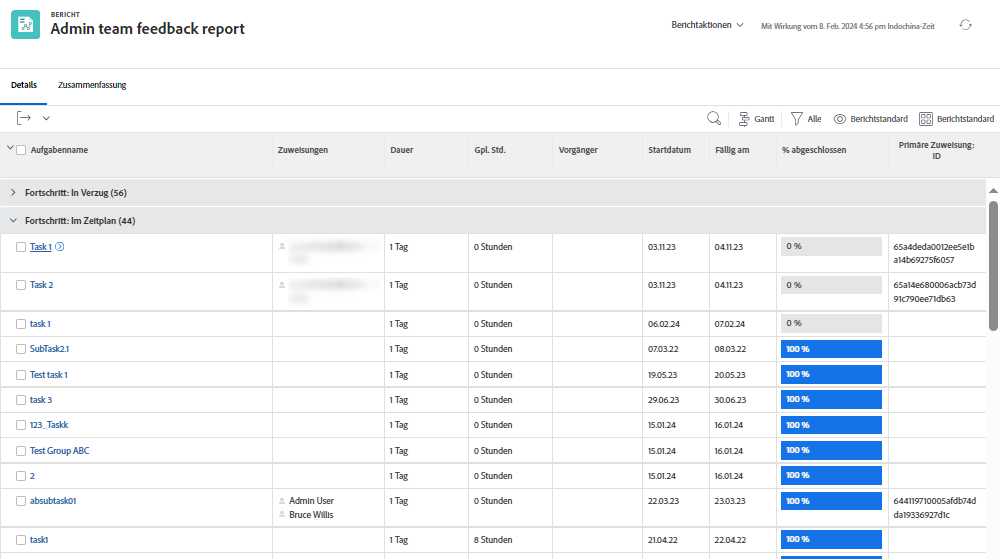 BERICHT
Admin team feedback report
Berichtaktionen
Mit Wirkung vom 8. Feb. 2024 4:56 pm Indochina-Zeit
Details Zusammenfassung
Gantt Alle Berichtstandard Berichtstandard
Aufgabenname Zuweisungen Dauer Gpl. Std. Vorgänger Startdatum Fällig am % abgeschlossen Primäre Zuweisung: ID
Fortschritt: In Verzug (56)
Fortschritt: Im Zeitplan (44)
Task 1 1 Tag 0 Stunden 03.11.23 04.11.23 0 % 65a4deda0012ee5e1b
a14b69275f6057
Task 2 1 Tag 0 Stunden 03.11.23 04.11.23 0 % 65a14e680006acb73d
91c790ee71db63
task 1 1 Tag 0 Stunden 06.02.24 07.02.24 0 %
SubTask2.1 1 Tag 0 Stunden 07.03.22 08.03.22 100 %
Test task 1 1 Tag 0 Stunden 19.05.23 20.05.23 100 %
task 3 1 Tag 0 Stunden 29.06.23 30.06.23 100 %
123_Taskk 1 Tag 0 Stunden 15.01.24 16.01.24 100 %
Test Group ABC 1 Tag 0 Stunden 15.01.24 16.01.24 100 %
2 1 Tag 0 Stunden 15.01.24 16.01.24 100 %
absubtask01 Admin User 1 Tag 0 Stunden 22.03.23 23.03.23 100 % 644119710005afdb74d
Bruce Willis da19336927d1c
task1 1 Tag 8 Stunden 21.04.22 22.04.22 100 %